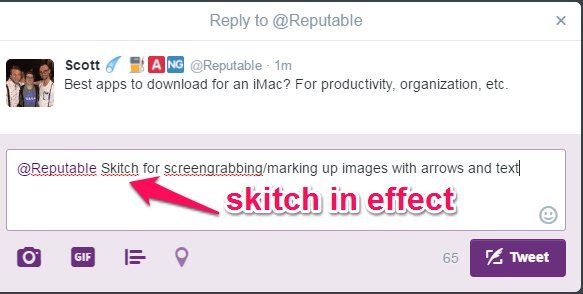 Reply to @Reputable
Scott A NG @Reputable · 1m
Best apps to download for an iMac? For productivity, organization, etc.
@Reputable Skitch for screengrabbing/marking up images with arrows and text
skitch in effect
GIF 65 Tweet